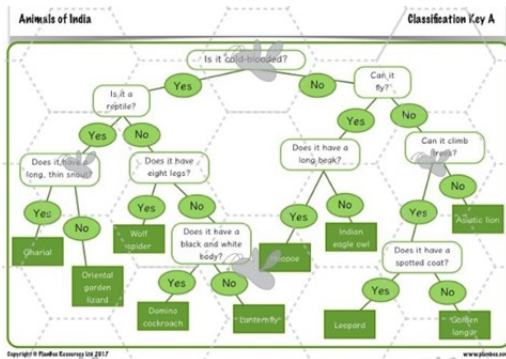 Animals of India
Classification Key A
Is it cold-blooded?
Yes
No
Is it a
reptile?
Can it
fly?
Yes
No
Yes
No
Does it have a
long, thin snout?
Does it have
eight legs?
Does it have a
long beak?
Can it climb
trees?
Yes
No
Yes
No
Yes
No
Yes
No
Gharial
Oriental
garden
lizard
Wolf
spider
Does it have a
black and white
body?
Hoopoe
Indian
eagle owl
Asiatic lion
Does it have a
spotted coat?
Yes
No
Yes
No
Domino
cockroach
Lanternfly
Leopard
Golden
langur
Copyright © PlanBee Resources Ltd 2017
www.planbee.com